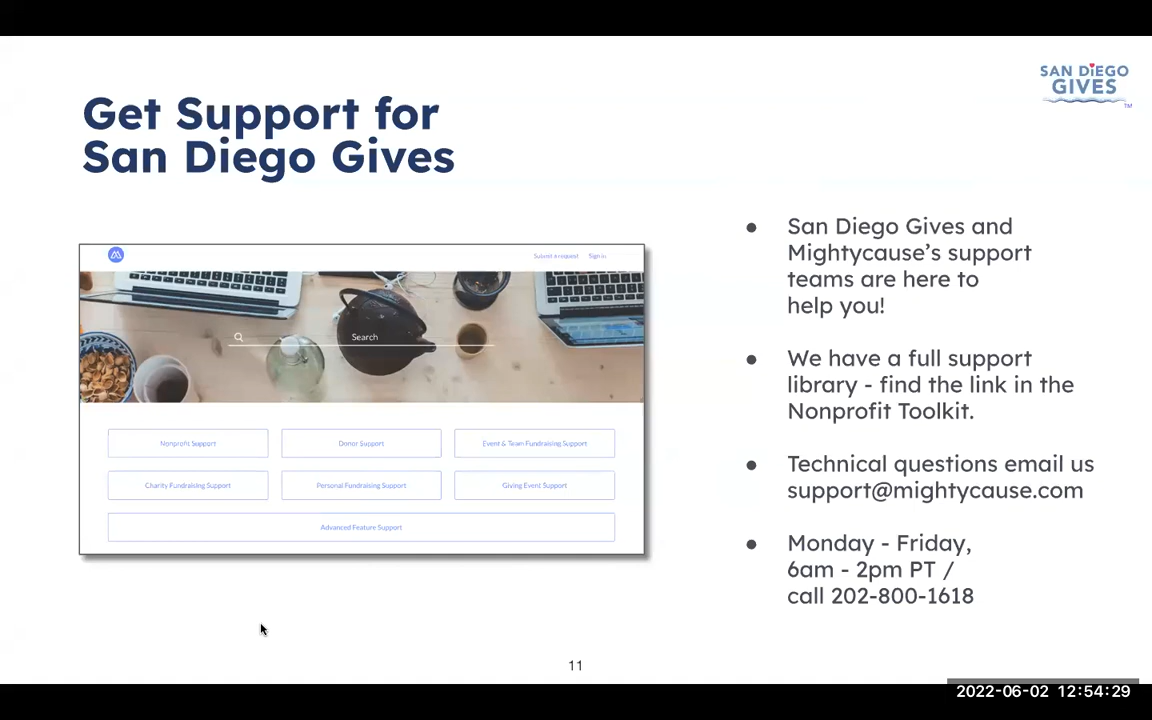 SAN DiEGO
GIVES
TM
Get Support for
San Diego Gives
Submit a request Sign in
Search
Nonprofit Support Donor Support Event & Team Fundraising Support
Charity Fundraising Support Personal Fundraising Support Giving Event Support
Advanced Feature Support
● San Diego Gives and
Mightycause’s support
teams are here to
help you!
● We have a full support
library - find the link in the
Nonprofit Toolkit.
● Technical questions email us
support@mightycause.com
● Monday - Friday,
6am - 2pm PT /
call 202-800-1618
11
2022-06-02 12:54:29